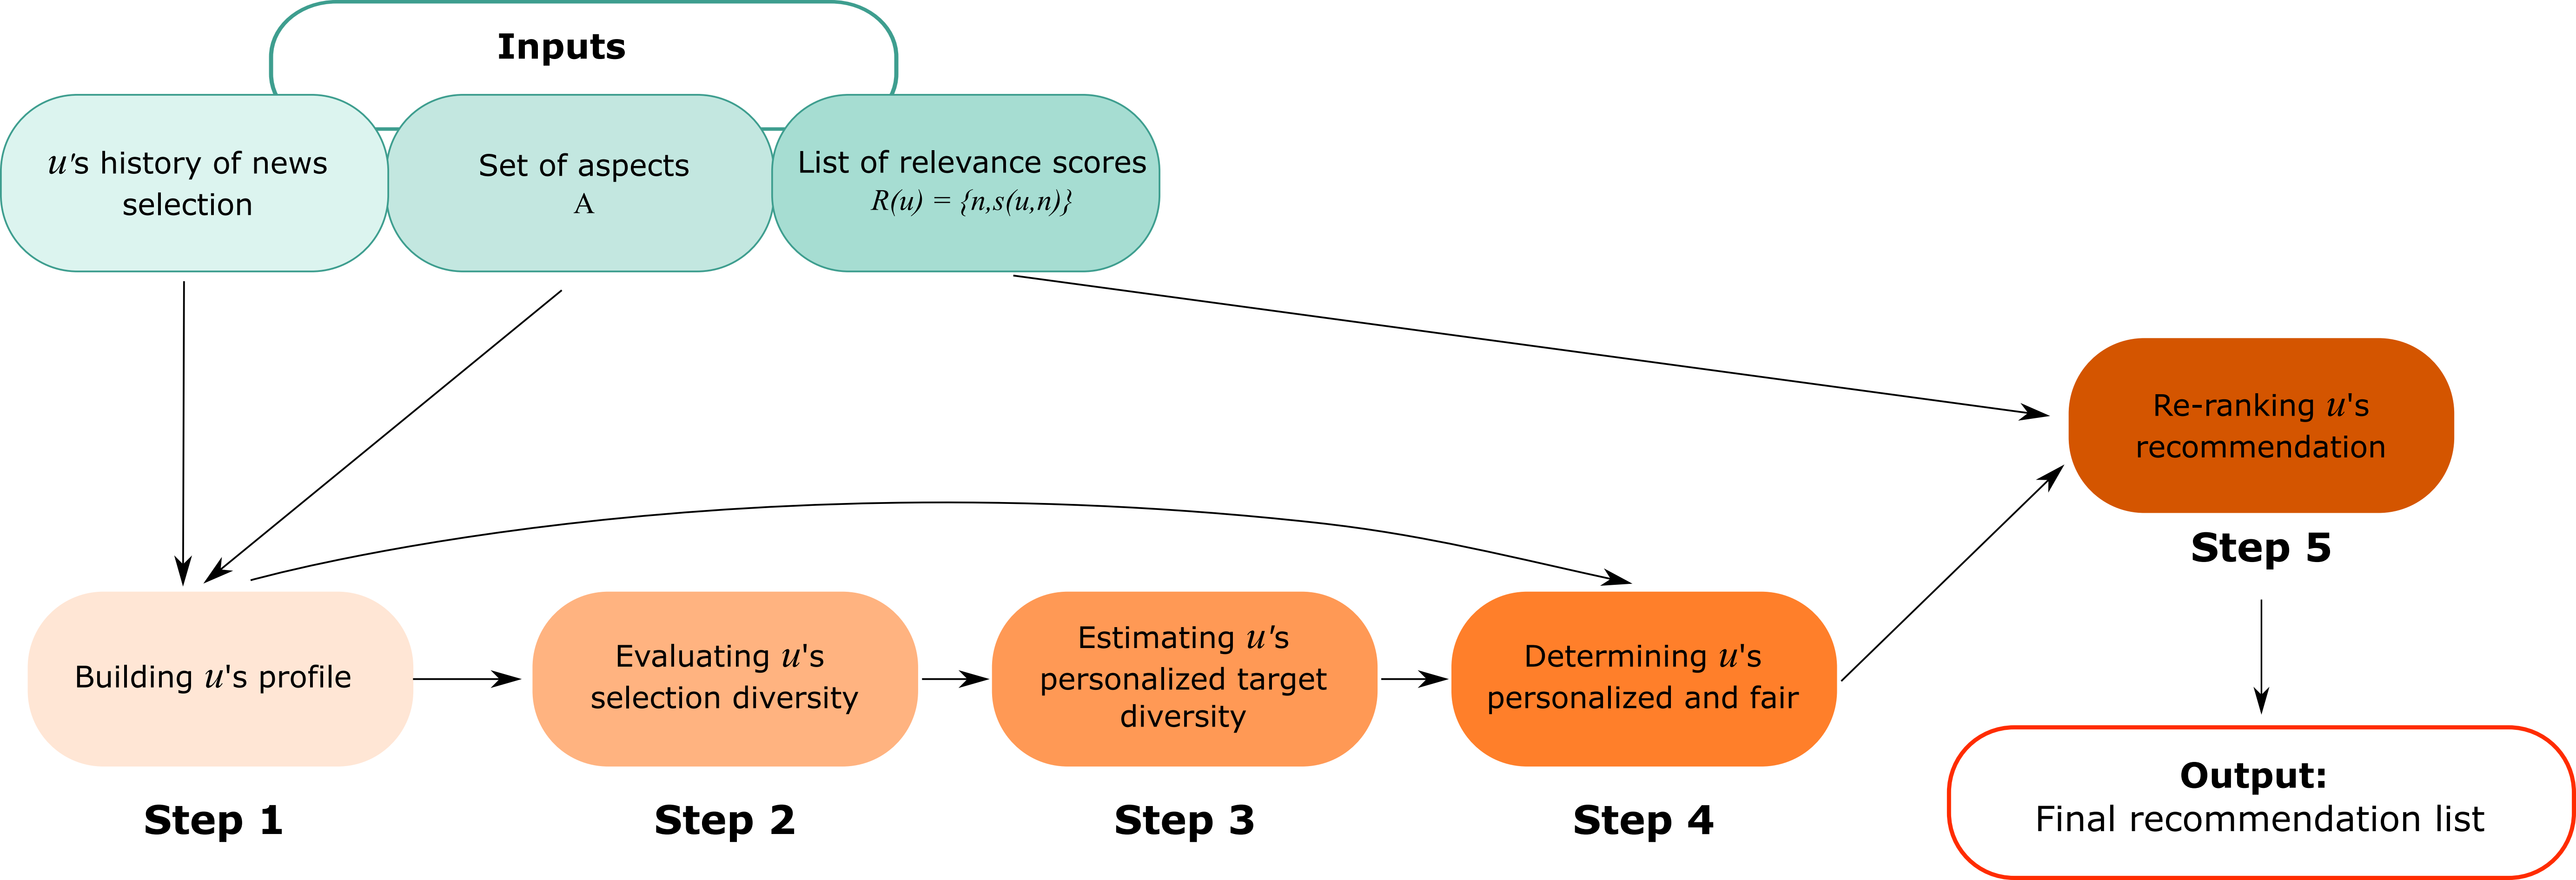 Inputs
u's history of news
selection
Set of aspects
A
List of relevance scores
R(u) = {n,s(u,n)}
Re-ranking u's
recommendation
Step 5
Building u's profile
Step 1
Evaluating u's
selection diversity
Step 2
Estimating u's
personalized target
diversity
Step 3
Determining u's
personalized and fair
Step 4
Output:
Final recommendation list